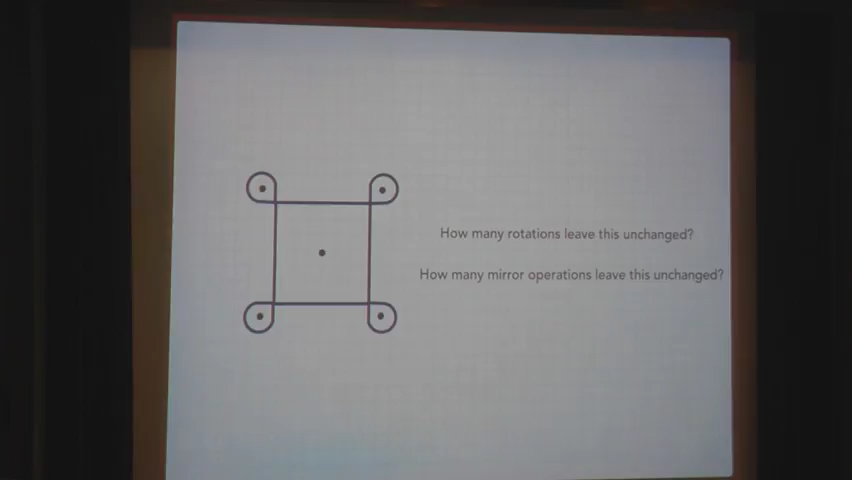 How many rotations leave this unchanged?
How many mirror operations leave this unchanged?